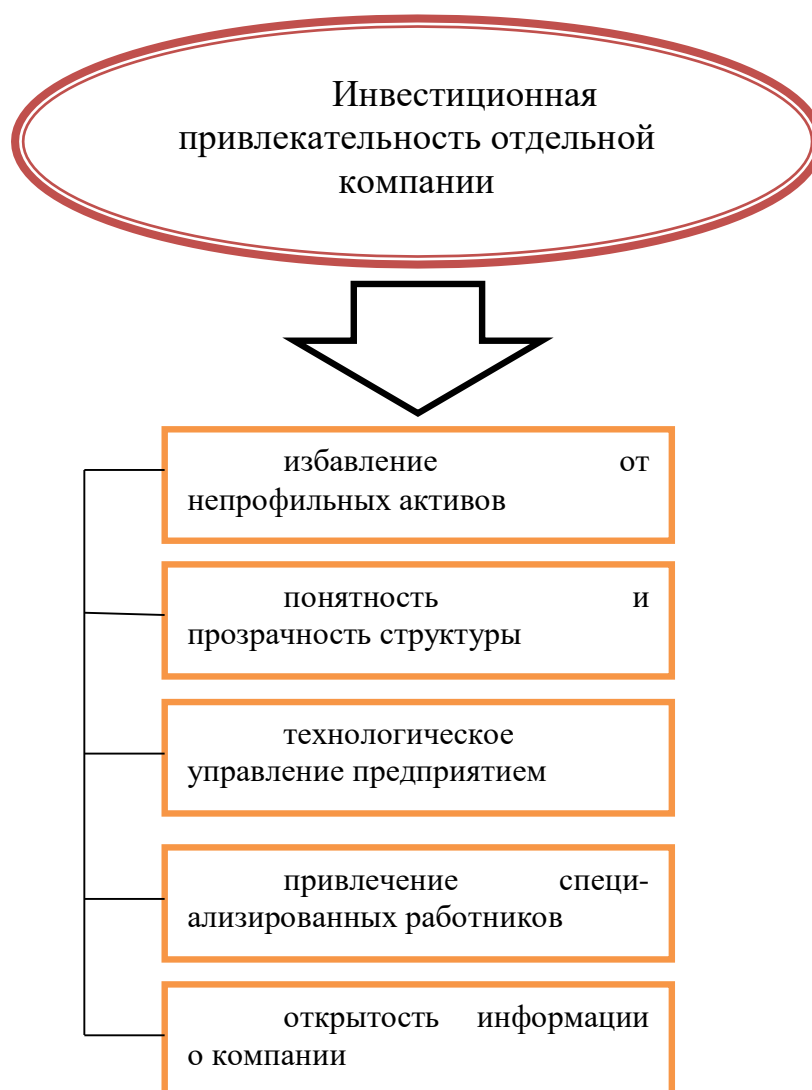 Инвестиционная
привлекательность отдельной
компании
избавление от
непрофильных активов
понятность и
прозрачность структуры
технологическое
управление предприятием
привлечение специ-
ализированных работников
открытость информации
о компании